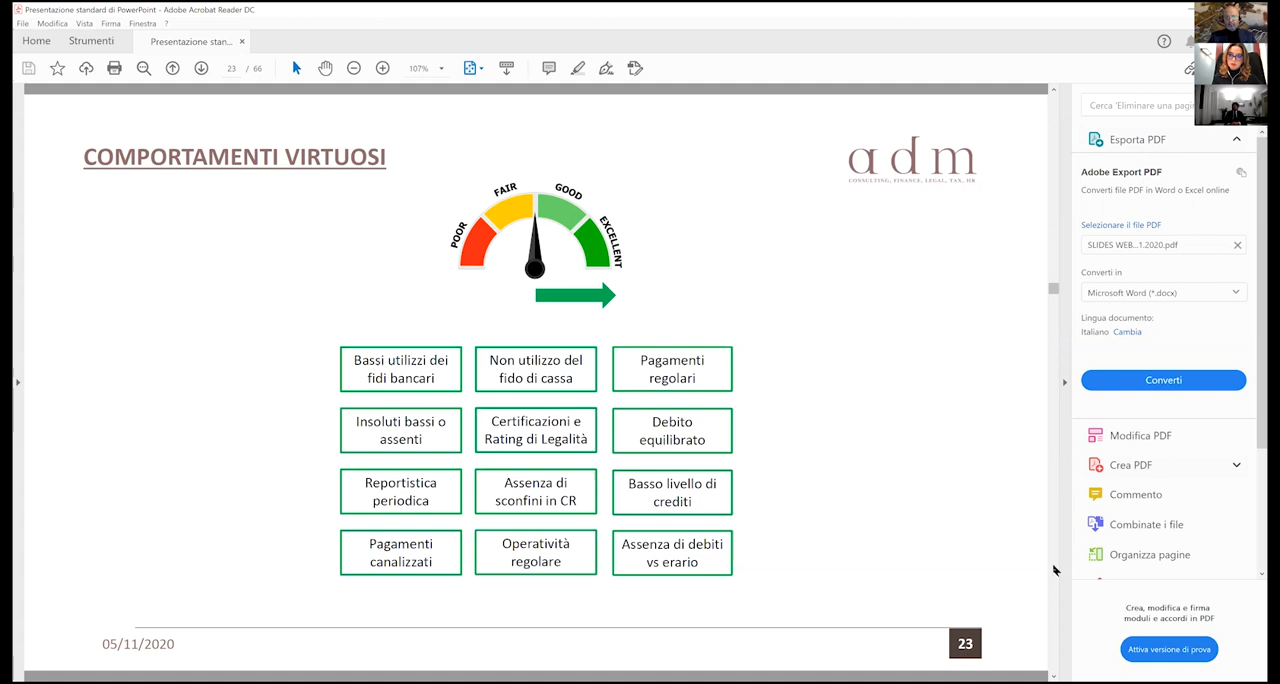 Presentazione standard di PowerPoint - Adobe Acrobat Reader DC
File Modifica Vista Firma Finestra ?
Home Strumenti Presentazione stan... ×
23 / 66 107%
COMPORTAMENTI VIRTUOSI
adm
CONSULTING, FINANCE, LEGAL, TAX, HR
POOR FAIR GOOD EXCELLENT
Bassi utilizzi dei
fidi bancari
Non utilizzo del
fido di cassa
Pagamenti
regolari
Insoluti bassi o
assenti
Certificazioni e
Rating di Legalità
Debito
equilibrato
Reportistica
periodica
Assenza di
sconfini in CR
Basso livello di
crediti
Pagamenti
canalizzati
Operatività
regolare
Assenza di debiti
vs erario
05/11/2020
23
Cerca 'Eliminare una pagin
Esporta PDF
Adobe Export PDF
Converti file PDF in Word o Excel online
Selezionare il file PDF
SLIDES WEB...1.2020.pdf
Converti in
Microsoft Word (*.docx)
Lingua documento:
Italiano Cambia
Converti
Modifica PDF
Crea PDF
Commento
Combinate i file
Organizza pagine
Crea, modifica e firma
moduli e accordi in PDF
Attiva versione di prova